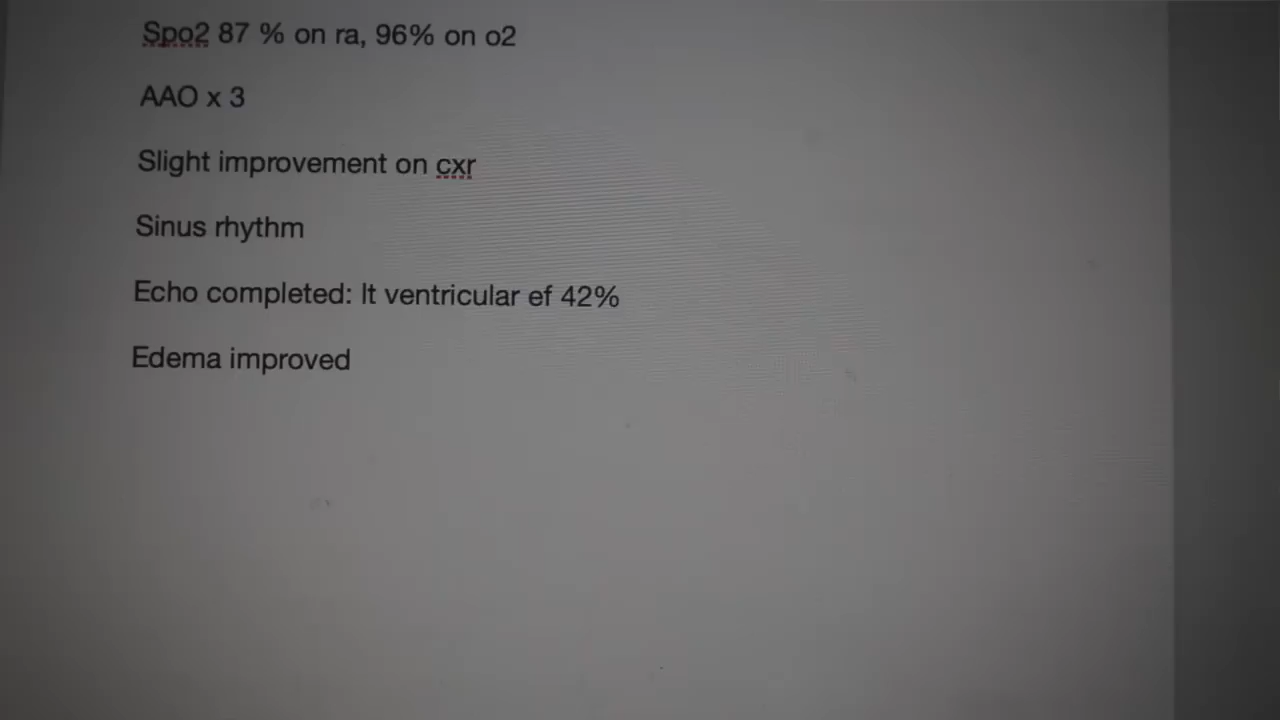 Spo2 87 % on ra, 96% on o2
AAO x 3
Slight improvement on cxr
Sinus rhythm
Echo completed: lt ventricular ef 42%
Edema improved